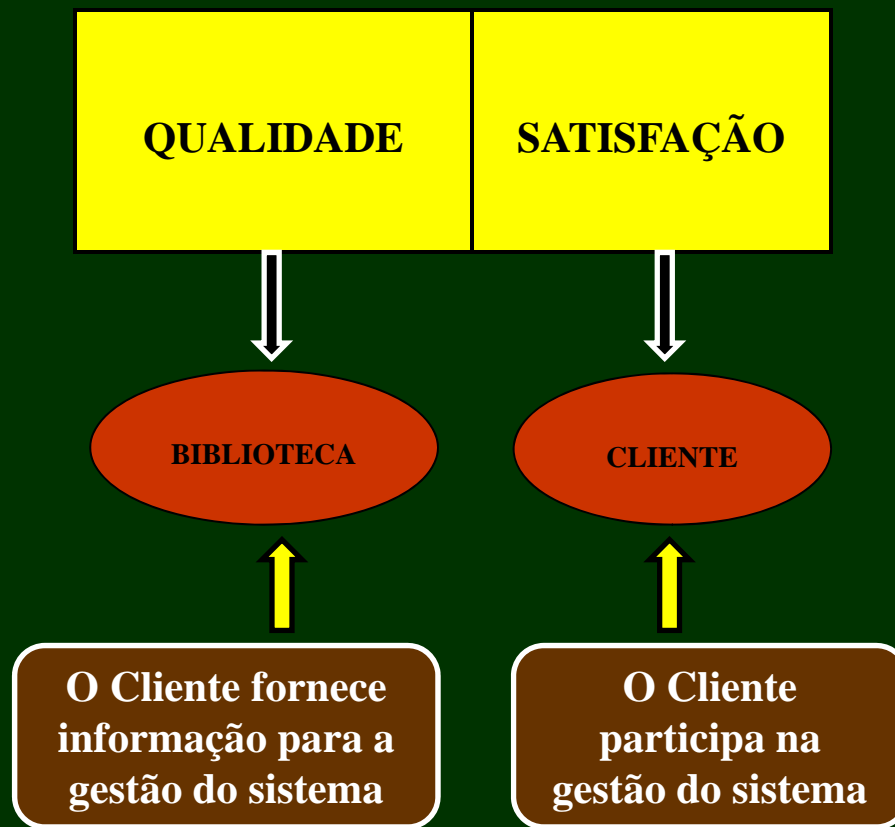 QUALIDADE
SATISFAÇÃO
BIBLIOTECA
CLIENTE
O Cliente fornece
informação para a
gestão do sistema
O Cliente
participa na
gestão do sistema